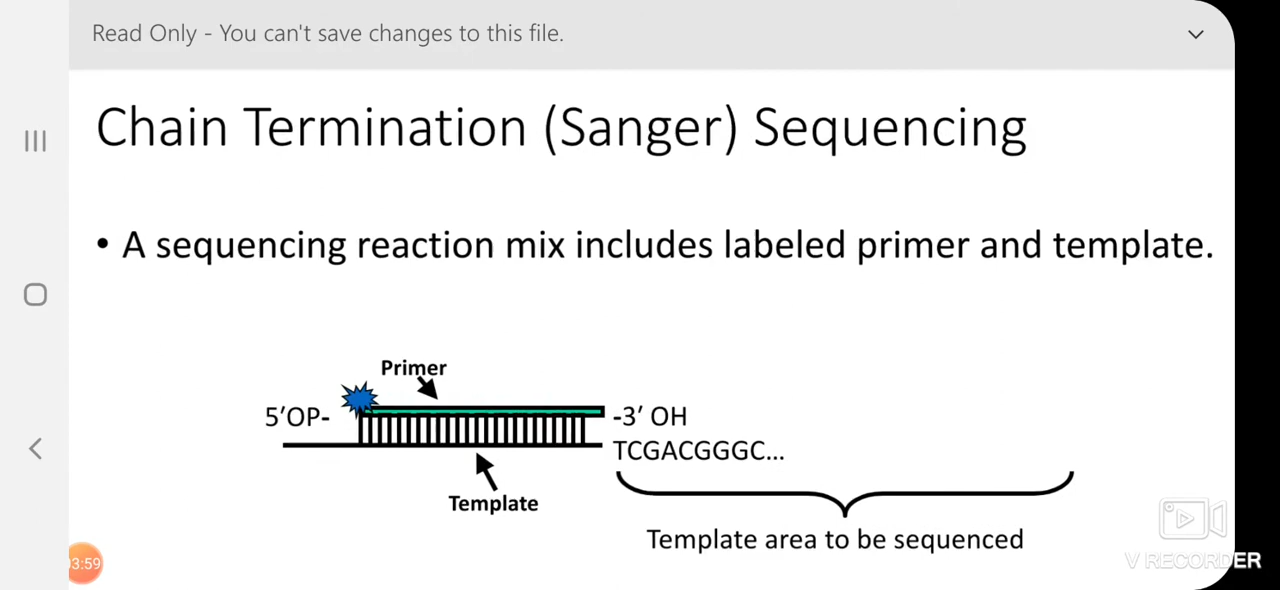 Read Only - You can't save changes to this file.
Chain Termination (Sanger) Sequencing
• A sequencing reaction mix includes labeled primer and template.
Primer
5'OP-
-3' OH
TCGACGGGC...
Template
Template area to be sequenced
3:59
V RECORDER